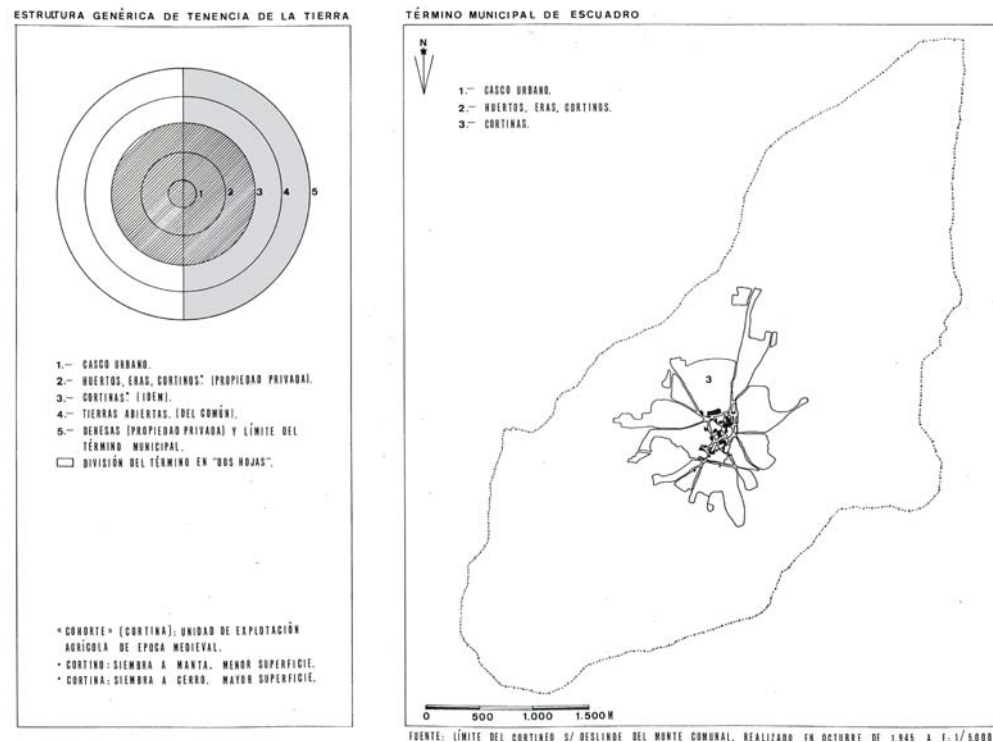 ESTRUTURA GENÉRICA DE TENENCIA DE LA TIERRA
1
2
3
4
5
1.- CASCO URBANO.
2.- HUERTOS, ERAS, CORTINOS• (PROPIEDAD PRIVADA).
3.- CORTINAS• (IDEM).
4.- TIERRAS ABIERTAS. (DEL COMÚN).
5.- DEHESAS (PROPIEDAD PRIVADA) Y LÍMITE DEL
TÉRMINO MUNICIPAL.
DIVISIÓN DEL TÉRMINO EN "DOS HOJAS".
«COHORTE» (CORTINA): UNIDAD DE EXPLOTACIÓN
AGRÍCOLA DE EPOCA MEDIEVAL.
• CORTINO: SIEMBRA A MANTA. MENOR SUPERFICIE.
• CORTINA: SIEMBRA A CERRO. MAYOR SUPERFICIE.
TÉRMINO MUNICIPAL DE ESCUADRO
N
1.- CASCO URBANO.
2.- HUERTOS, ERAS, CORTINOS.
3.- CORTINAS.
3
0 500 1.000 1.500 M
FUENTE: LÍMITE DEL CORTINEO S/ DESLINDE DEL MONTE COMUNAL, REALIZADO EN OCTUBRE DE 1.945 A E: 1/ 5.000